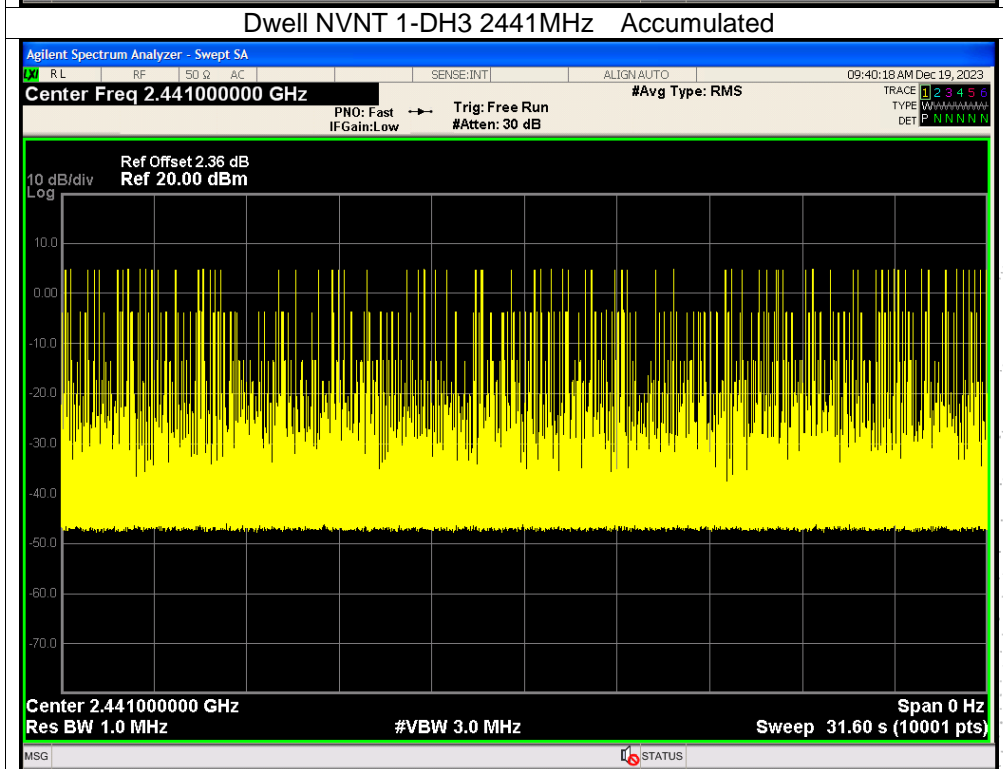 Dwell NVNT 1-DH3 2441MHz Accumulated
Agilent Spectrum Analyzer - Swept SA
LXI RL RF 50 Ω AC SENSE:INT ALIGN AUTO 09:40:18 AM Dec 19, 2023
Center Freq 2.441000000 GHz #Avg Type: RMS TRACE 1 2 3 4 5 6
PNO: Fast Trig: Free Run TYPE WWWWWW
IFGain:Low #Atten: 30 dB DET P N N N N N
Ref Offset 2.36 dB
10 dB/div Ref 20.00 dBm
Log
10.0
0.00
-10.0
-20.0
-30.0
-40.0
-50.0
-60.0
-70.0
Center 2.441000000 GHz Span 0 Hz
Res BW 1.0 MHz #VBW 3.0 MHz Sweep 31.60 s (10001 pts)
MSG STATUS